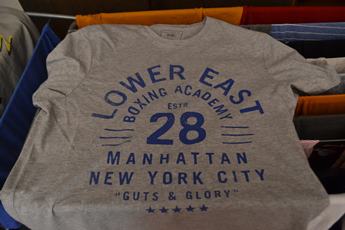 LOWER EAST
BOXING ACADEMY
ESTD
28
MANHATTAN
NEW YORK CITY
"GUTS & GLORY"